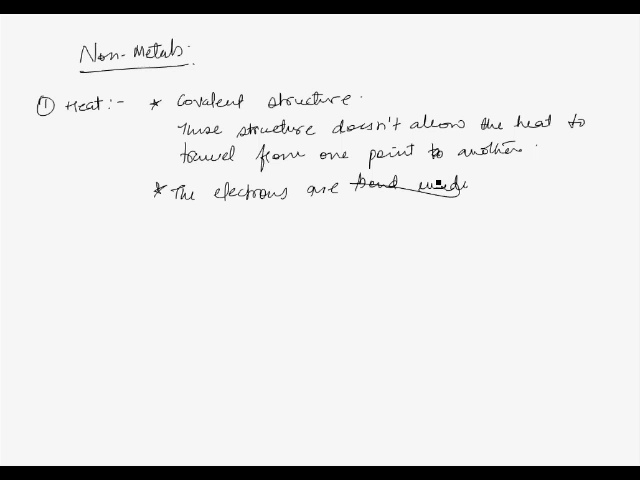 Non-Metals:
① Heat:- * Covalent structure.
These structure doesn't allow the heat to
travel from one point to another.
* The electrons are